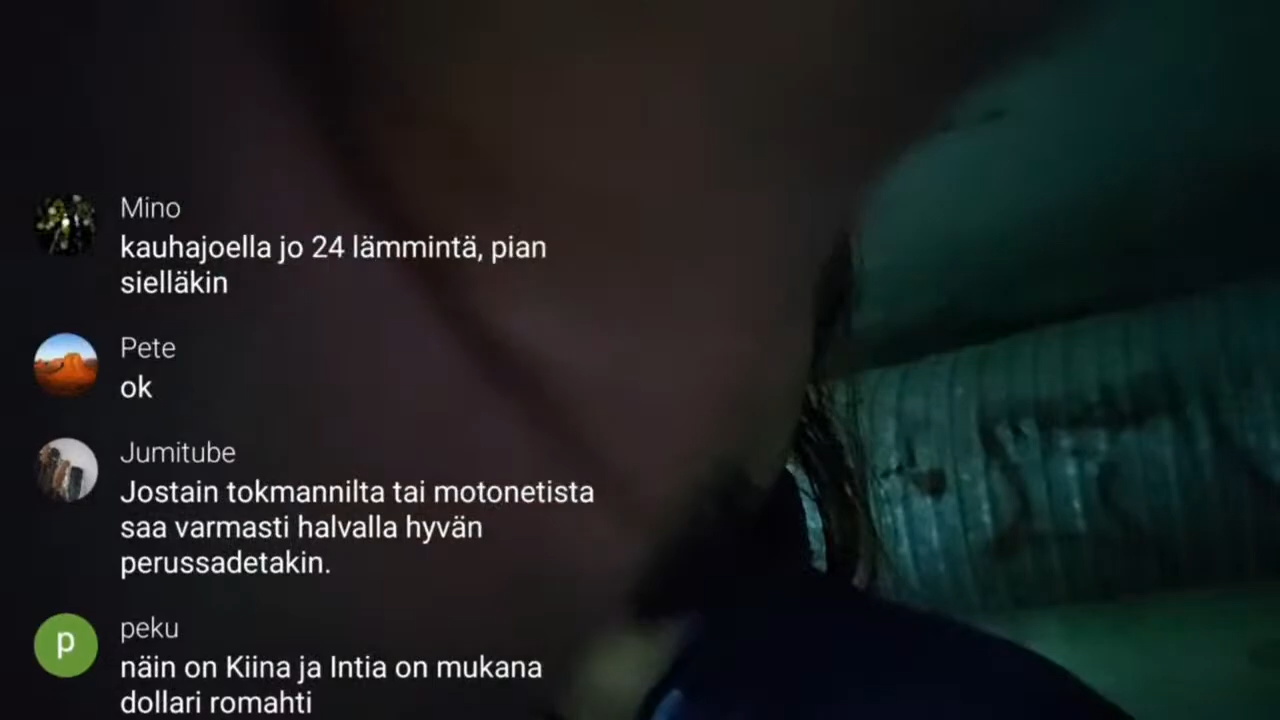 Mino
kauhajoella jo 24 lämmintä, pian
sielläkin
Pete
ok
Jumitube
Jostain tokmannilta tai motonetista
saa varmasti halvalla hyvän
perussadetakin.
p
peku
näin on Kiina ja Intia on mukana
dollari romahti